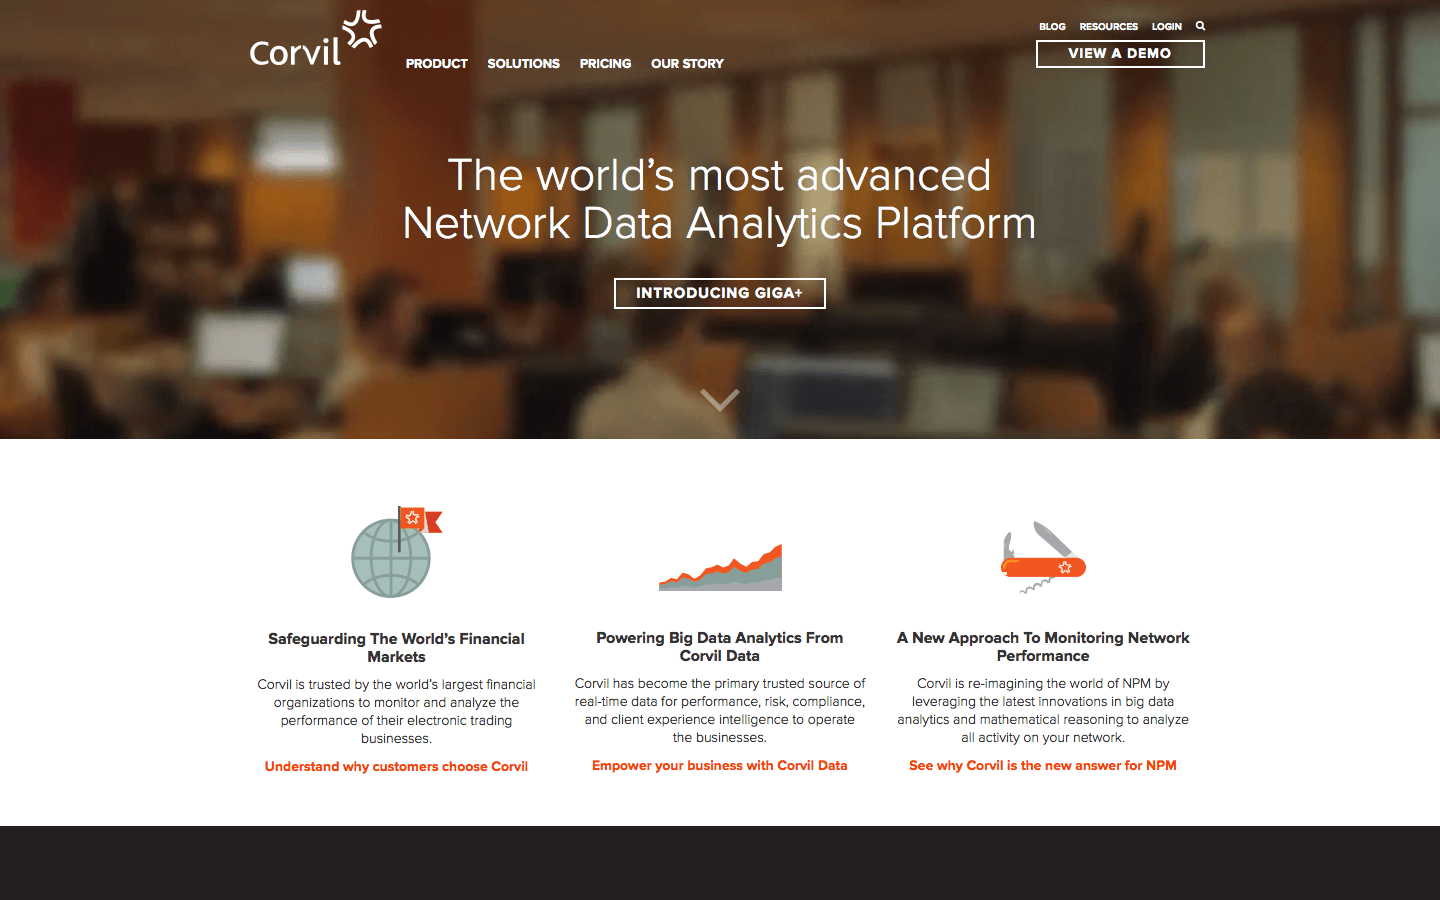 Corvil
PRODUCT SOLUTIONS PRICING OUR STORY
BLOG RESOURCES LOGIN
VIEW A DEMO
The world’s most advanced
Network Data Analytics Platform
INTRODUCING GIGA+
Safeguarding The World’s Financial
Markets
Corvil is trusted by the world’s largest financial
organizations to monitor and analyze the
performance of their electronic trading
businesses.
Understand why customers choose Corvil
Powering Big Data Analytics From
Corvil Data
Corvil has become the primary trusted source of
real-time data for performance, risk, compliance,
and client experience intelligence to operate
the businesses.
Empower your business with Corvil Data
A New Approach To Monitoring Network
Performance
Corvil is re-imagining the world of NPM by
leveraging the latest innovations in big data
analytics and mathematical reasoning to analyze
all activity on your network.
See why Corvil is the new answer for NPM